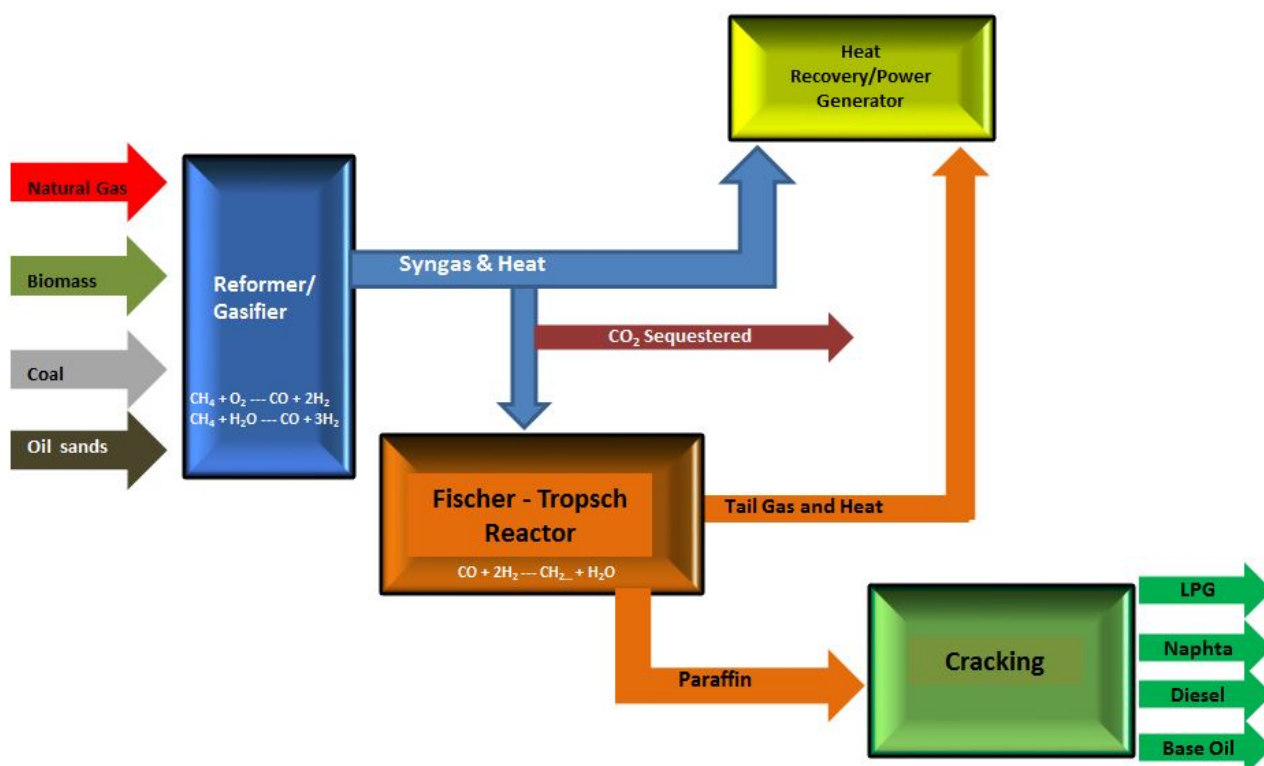 Heat
Recovery/Power
Generator
Natural Gas
Biomass
Coal
Oil sands
Reformer/
Gasifier
CH₄ + O₂ --- CO + 2H₂
CH₄ + H₂O --- CO + 3H₂
Syngas & Heat
CO₂ Sequestered
Fischer - Tropsch
Reactor
CO + 2H₂ --- CH₂_ + H₂O
Tail Gas and Heat
Paraffin
Cracking
LPG
Naphta
Diesel
Base Oil